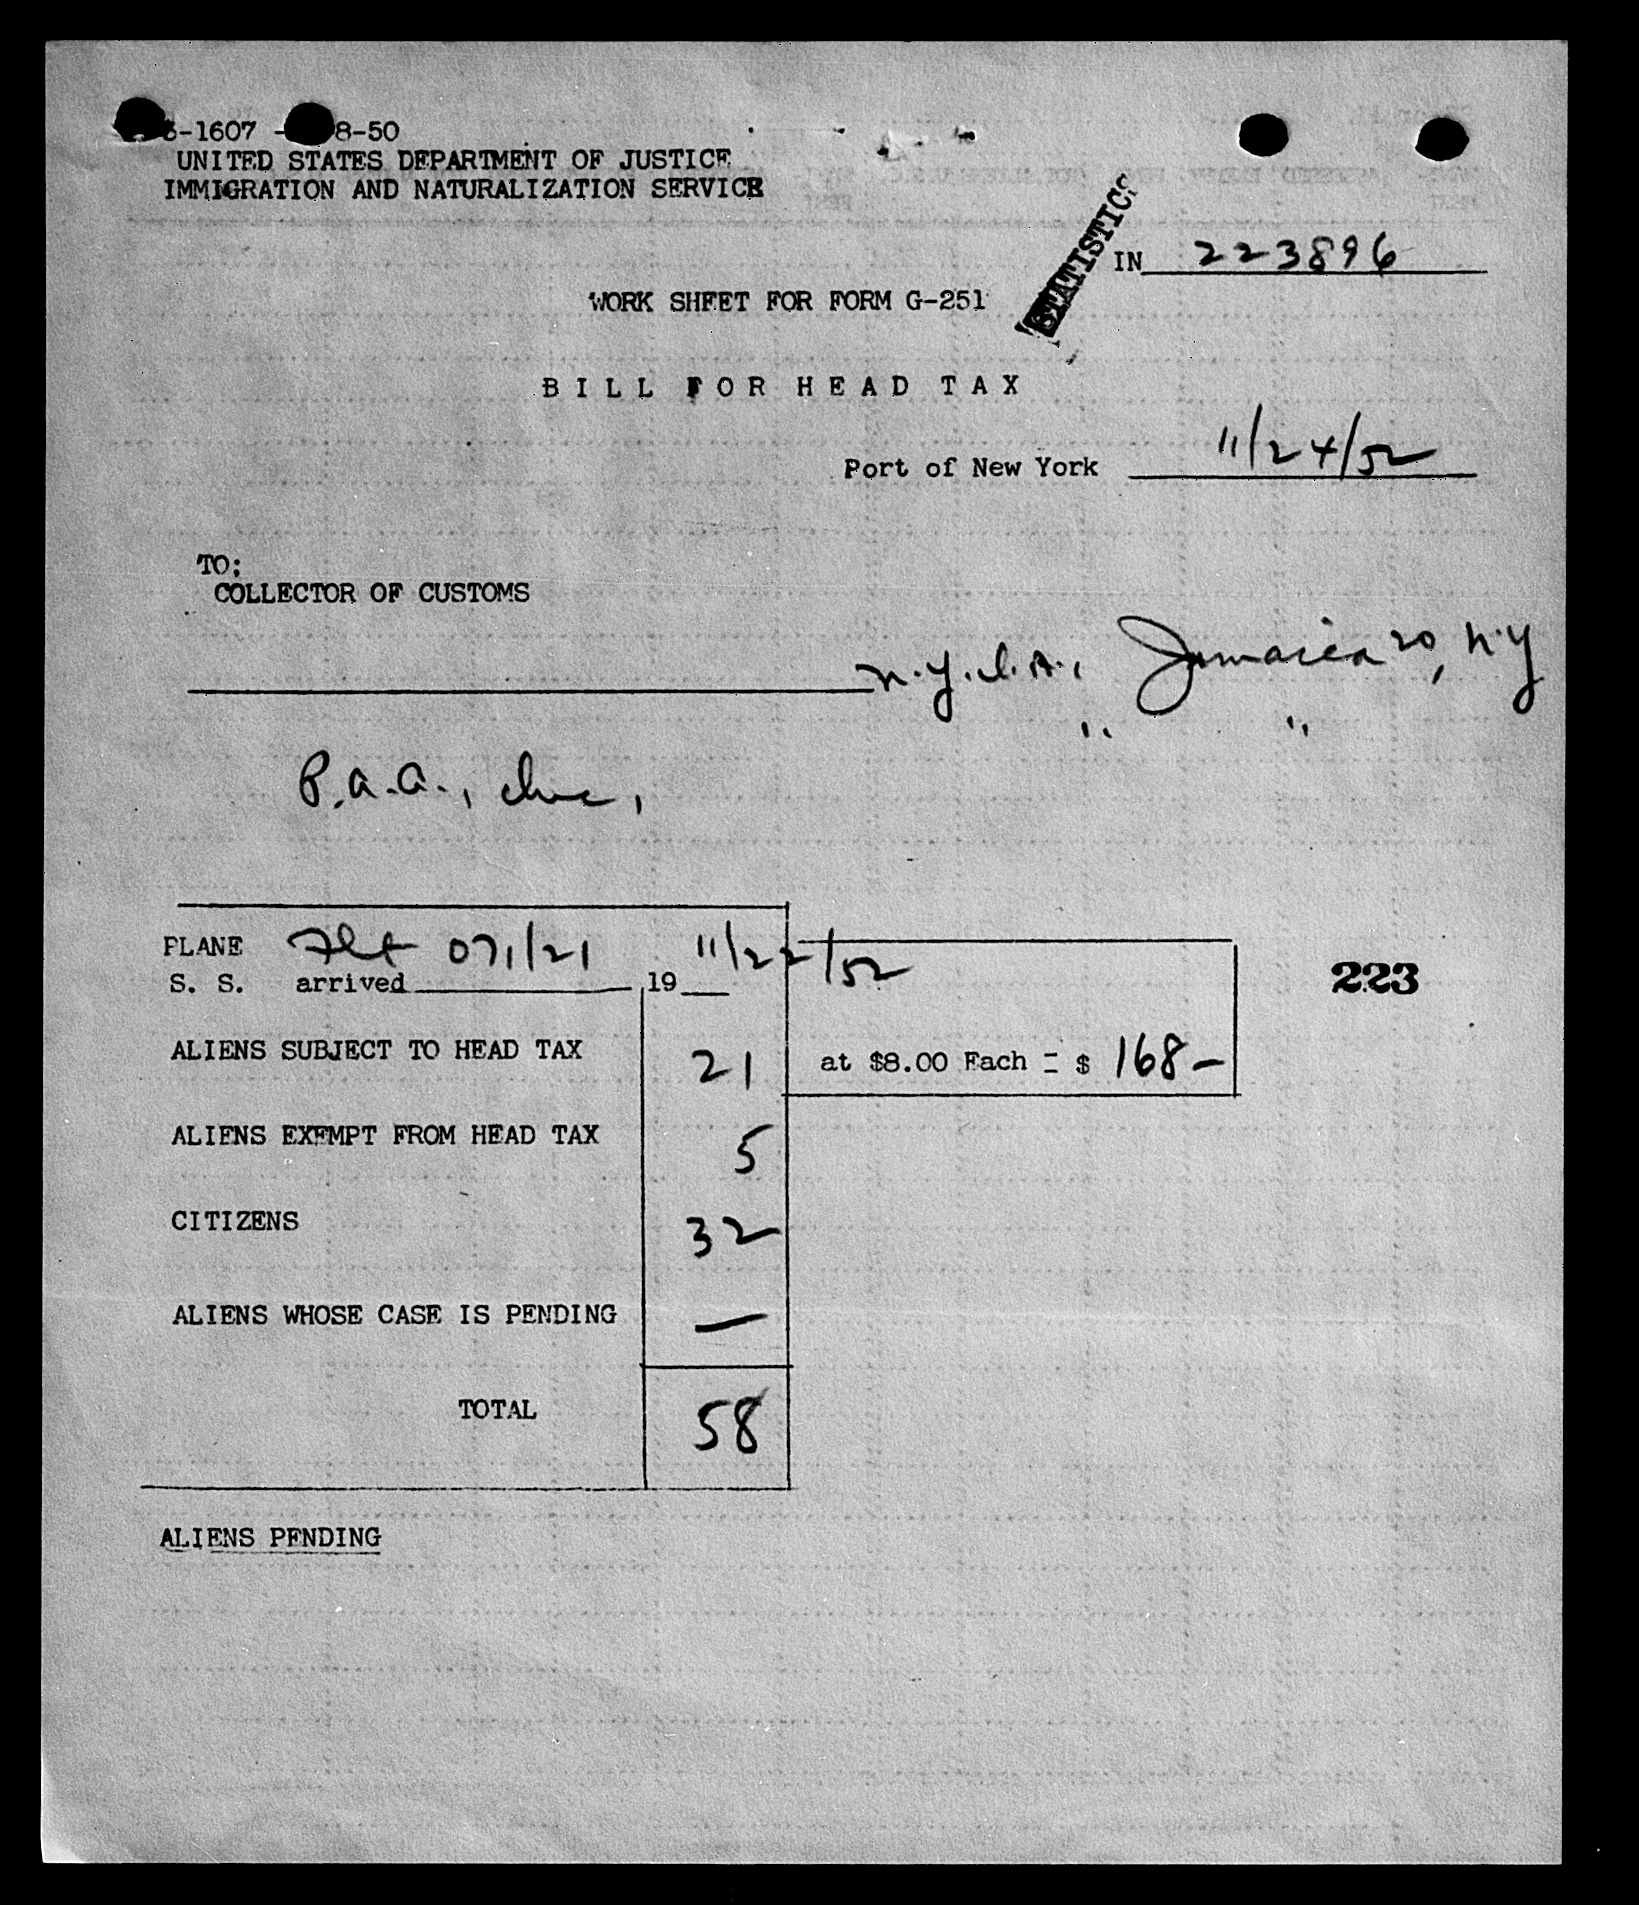 6-1607 - 8-50
UNITED STATES DEPARTMENT OF JUSTICE
IMMIGRATION AND NATURALIZATION SERVICE
STATISTICS
IN 223896
WORK SHEET FOR FORM G-251
BILL FOR HEAD TAX
Port of New York 11/24/52
TO:
COLLECTOR OF CUSTOMS
N.Y.I.A., Jamaica 20, N.Y
" "
P.A.A., Inc,
PLANE Flt 071/21 11/22/52
S. S. arrived 19
223
ALIENS SUBJECT TO HEAD TAX 21 at $8.00 Each = $ 168-
ALIENS EXEMPT FROM HEAD TAX 5
CITIZENS 32
ALIENS WHOSE CASE IS PENDING —
TOTAL 58
ALIENS PENDING